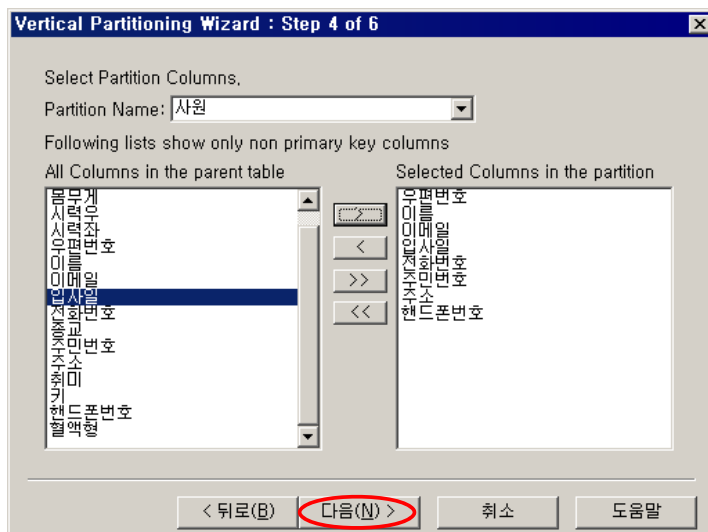 Vertical Partitioning Wizard : Step 4 of 6
Select Partition Columns,
Partition Name: 사원
Following lists show only non primary key columns
All Columns in the parent table
몸무게
시력우
시력좌
우편번호
이름
이메일
입사일
전화번호
종교
주민번호
주소
취미
키
핸드폰번호
혈액형
>
<
>>
<<
Selected Columns in the partition
우편번호
이름
이메일
입사일
전화번호
주민번호
주소
핸드폰번호
< 뒤로(B)
다음(N) >
취소
도움말